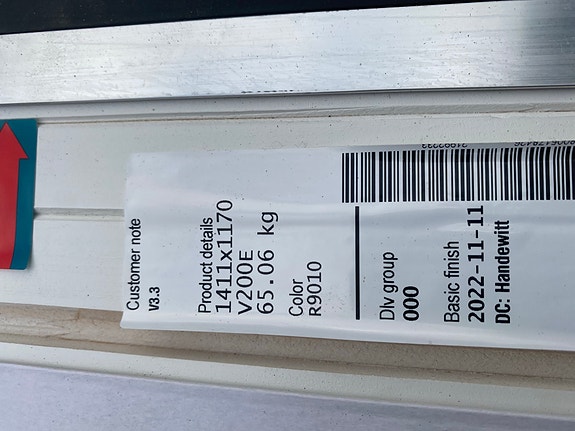 Customer note
V3.3
Product details
1411x1170
V200E
65.06 kg
Color
R9010
Dlv group
000
Basic finish
2022-11-11
DC: Handewitt